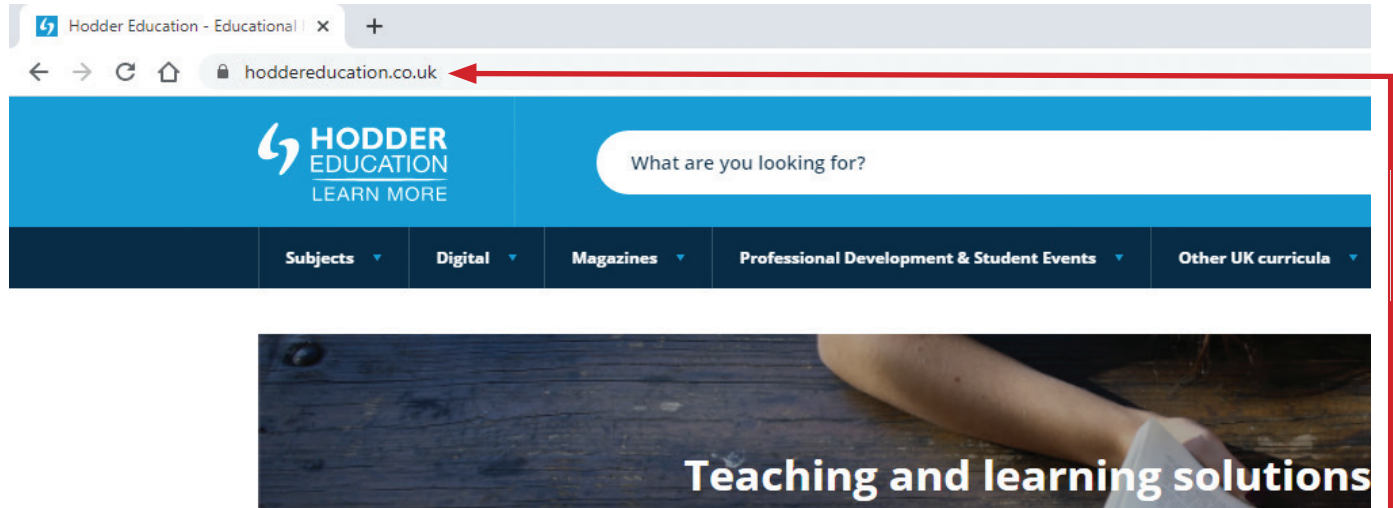 Hodder Education - Educational
hoddereducation.co.uk
HODDER
EDUCATION
LEARN MORE
What are you looking for?
Subjects Digital Magazines Professional Development & Student Events Other UK curricula
Teaching and learning solutions